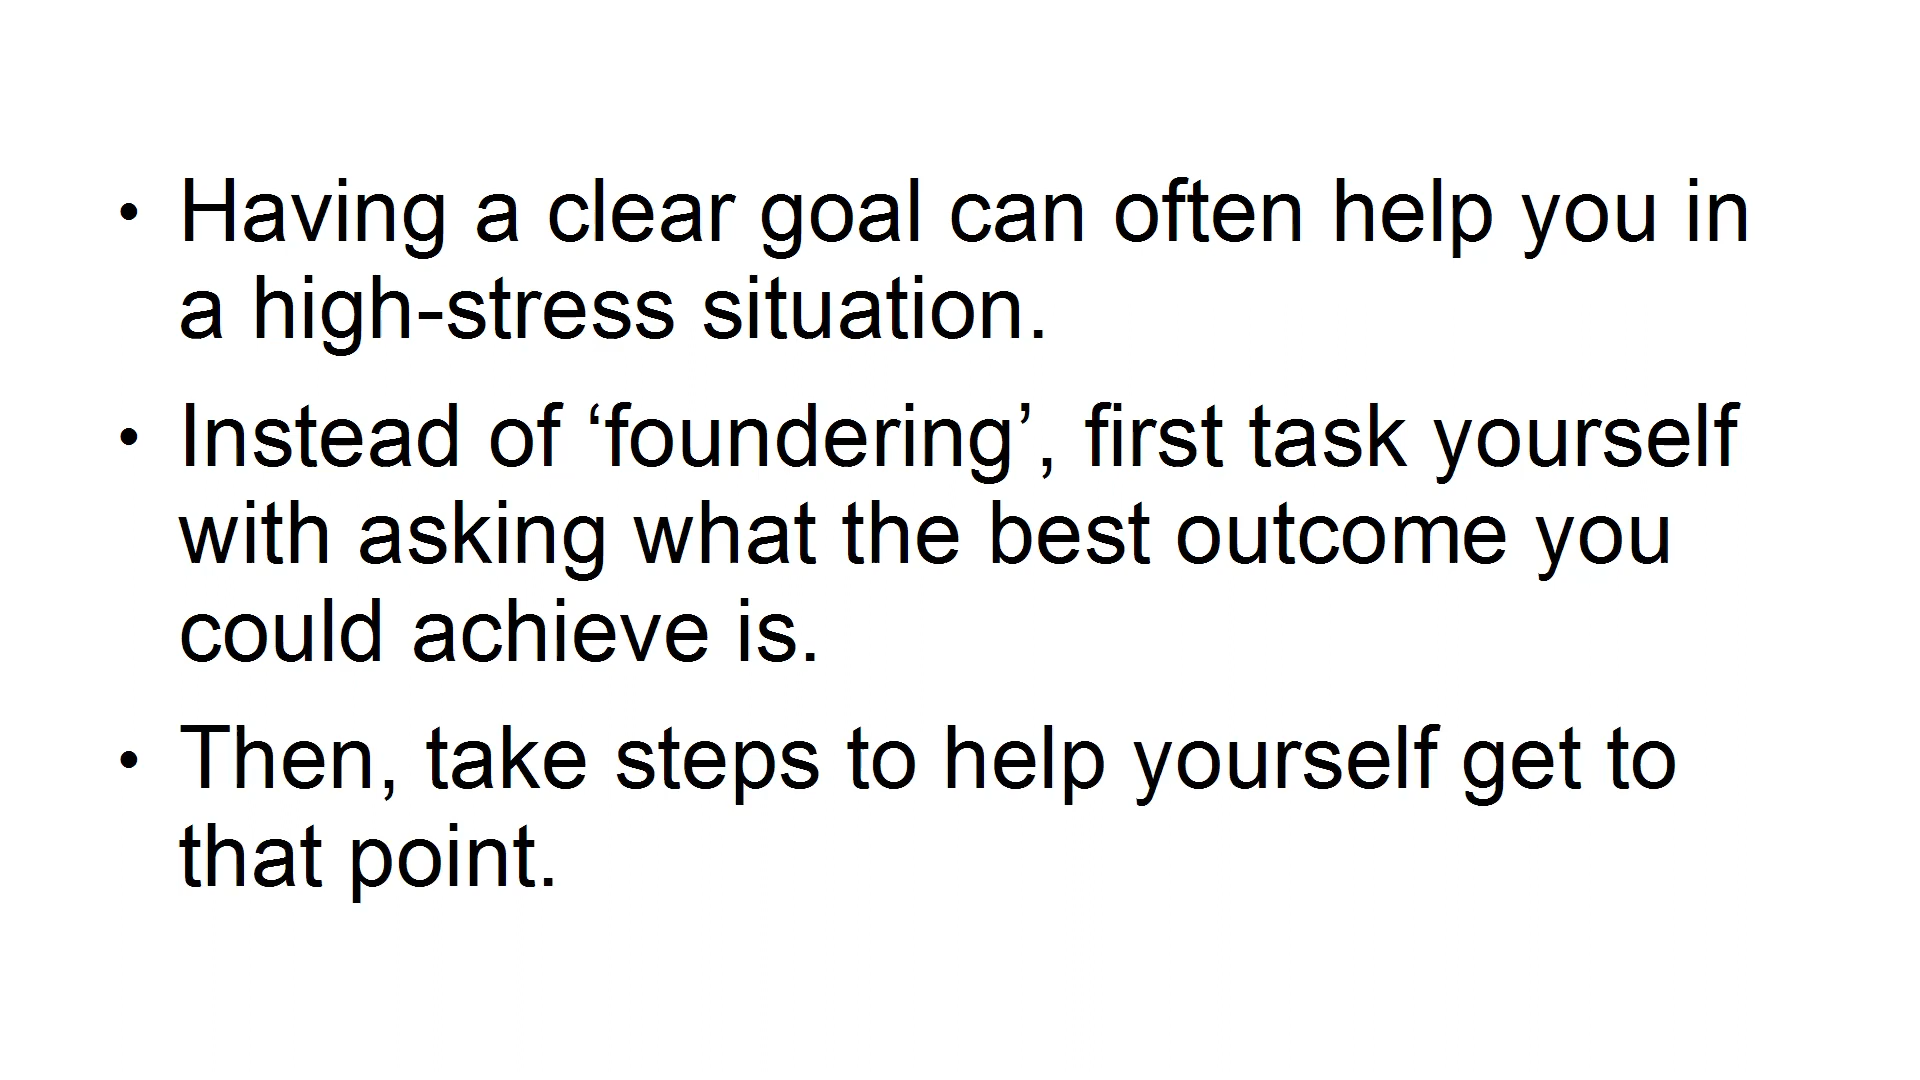 • Having a clear goal can often help you in
a high-stress situation.
• Instead of ‘foundering’, first task yourself
with asking what the best outcome you
could achieve is.
• Then, take steps to help yourself get to
that point.